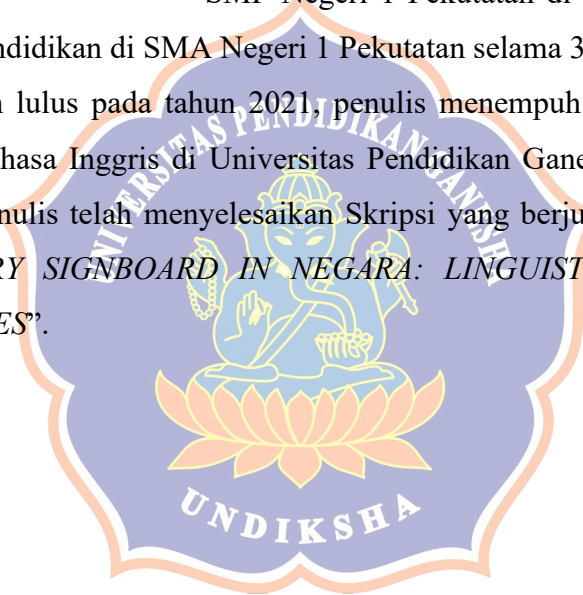 SMP Negeri 1 Pekutatan di
ndidikan di SMA Negeri 1 Pekutatan selama 3
lulus pada tahun 2021, penulis menempuh
hasa Inggris di Universitas Pendidikan Gane
nulis telah menyelesaikan Skripsi yang berju
RY SIGNBOARD IN NEGARA: LINGUIST
ES”.
UNIVERSITAS PENDIDIKAN GANESHA
UNDIKSHA